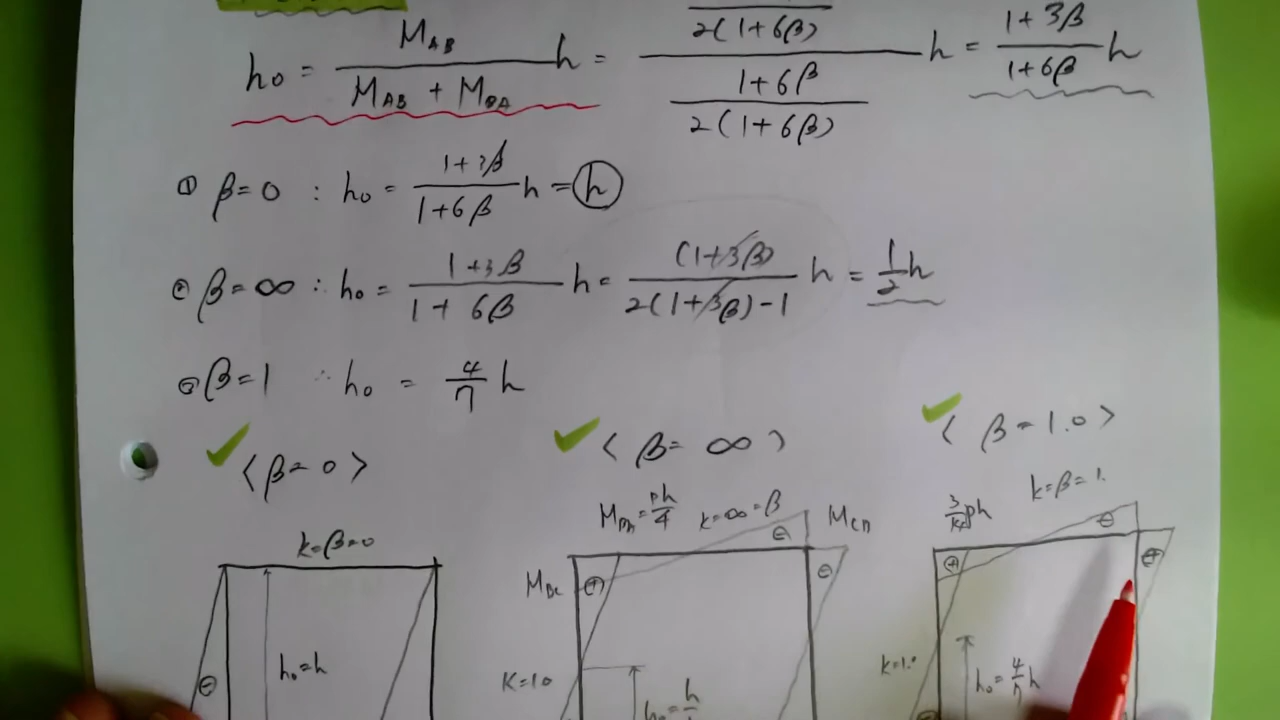 h₀ = M_AB / (M_AB + M_BA) h = / 2(1+6β) / (1+6β / 2(1+6β)) h = (1+3β)/(1+6β) h
① β=0 : h₀ = (1+3β)/(1+6β) h = h
② β=∞ ∴ h₀ = (1+3β)/(1+6β) h = (1+3β)/(2(1+3β)-1) h = 1/2 h
③ β=1 ∴ h₀ = 4/7 h
<β=0>
<β=∞>
<β=1.0>
k=β=0
M_BA = ph/4
k=∞=β
M_CD
ph
k=β=1.
⊖
⊖
⊕
M_BC
⊕
⊖
⊕
h₀=h
⊖
K=1.0
h₀=h/
k=1.0
h₀=4/7 h